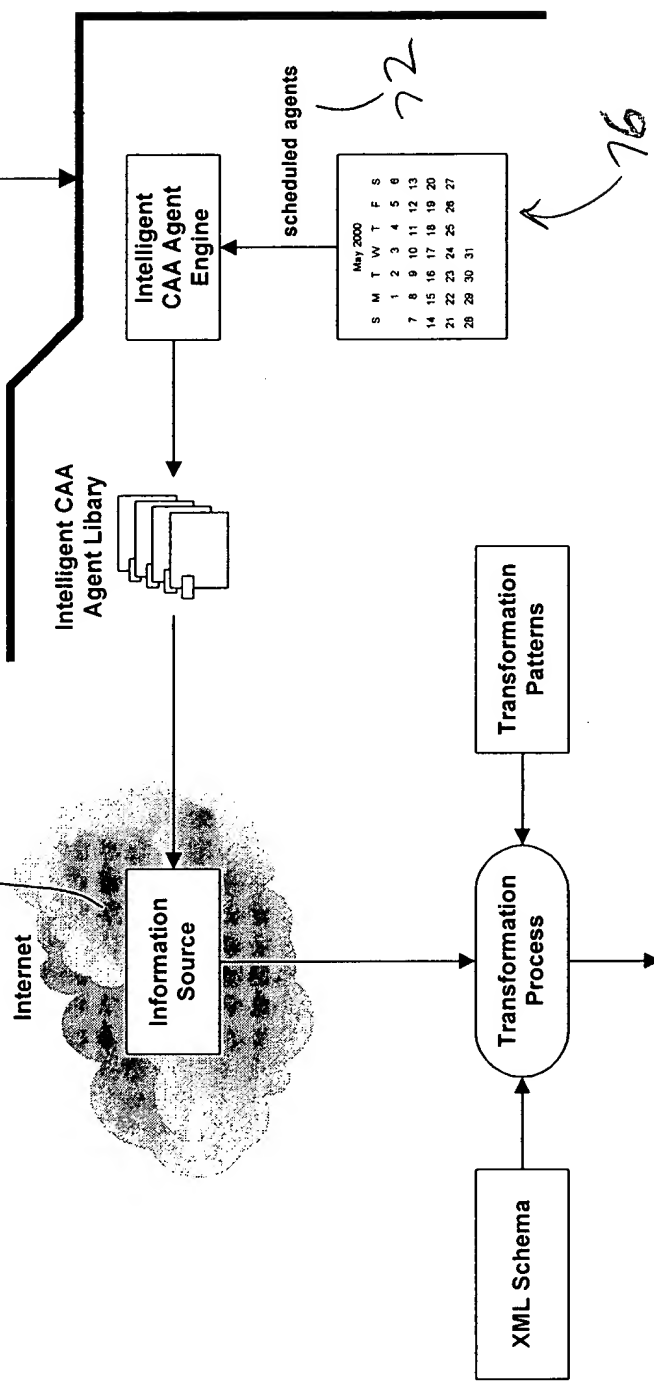 Internet
Information
Source
Intelligent CAA
Agent Libary
Intelligent
CAA Agent
Engine
scheduled agents
72
May 2000
S M T W T F S
1 2 3 4 5 6
7 8 9 10 11 12 13
14 15 16 17 18 19 20
21 22 23 24 25 26 27
28 29 30 31
76
XML Schema
Transformation
Process
Transformation
Patterns